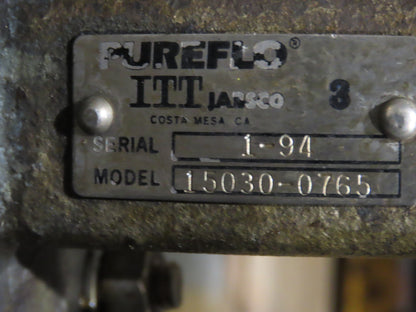 PUREFLO®
ITT JABSCO 3
COSTA MESA CA
SERIAL 1-94
MODEL 15030-0765